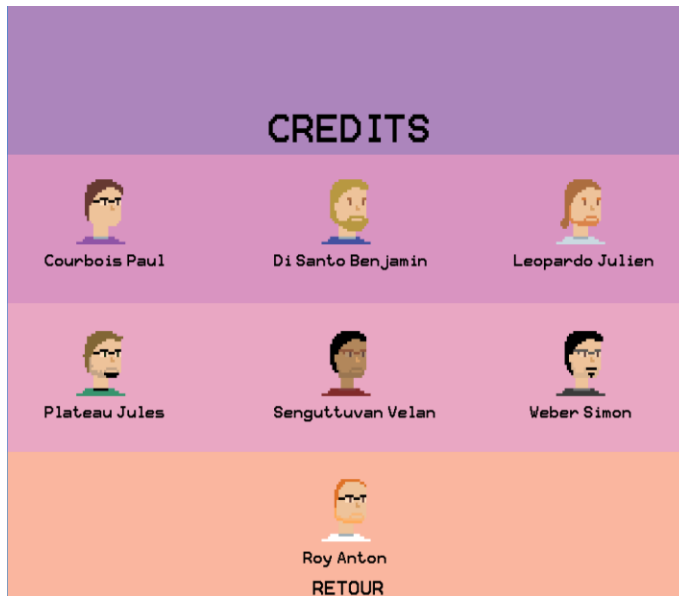 CREDITS
Courbois Paul
Di Santo Benjamin
Leopardo Julien
Plateau Jules
Senguttuvan Velan
Weber Simon
Roy Anton
RETOUR